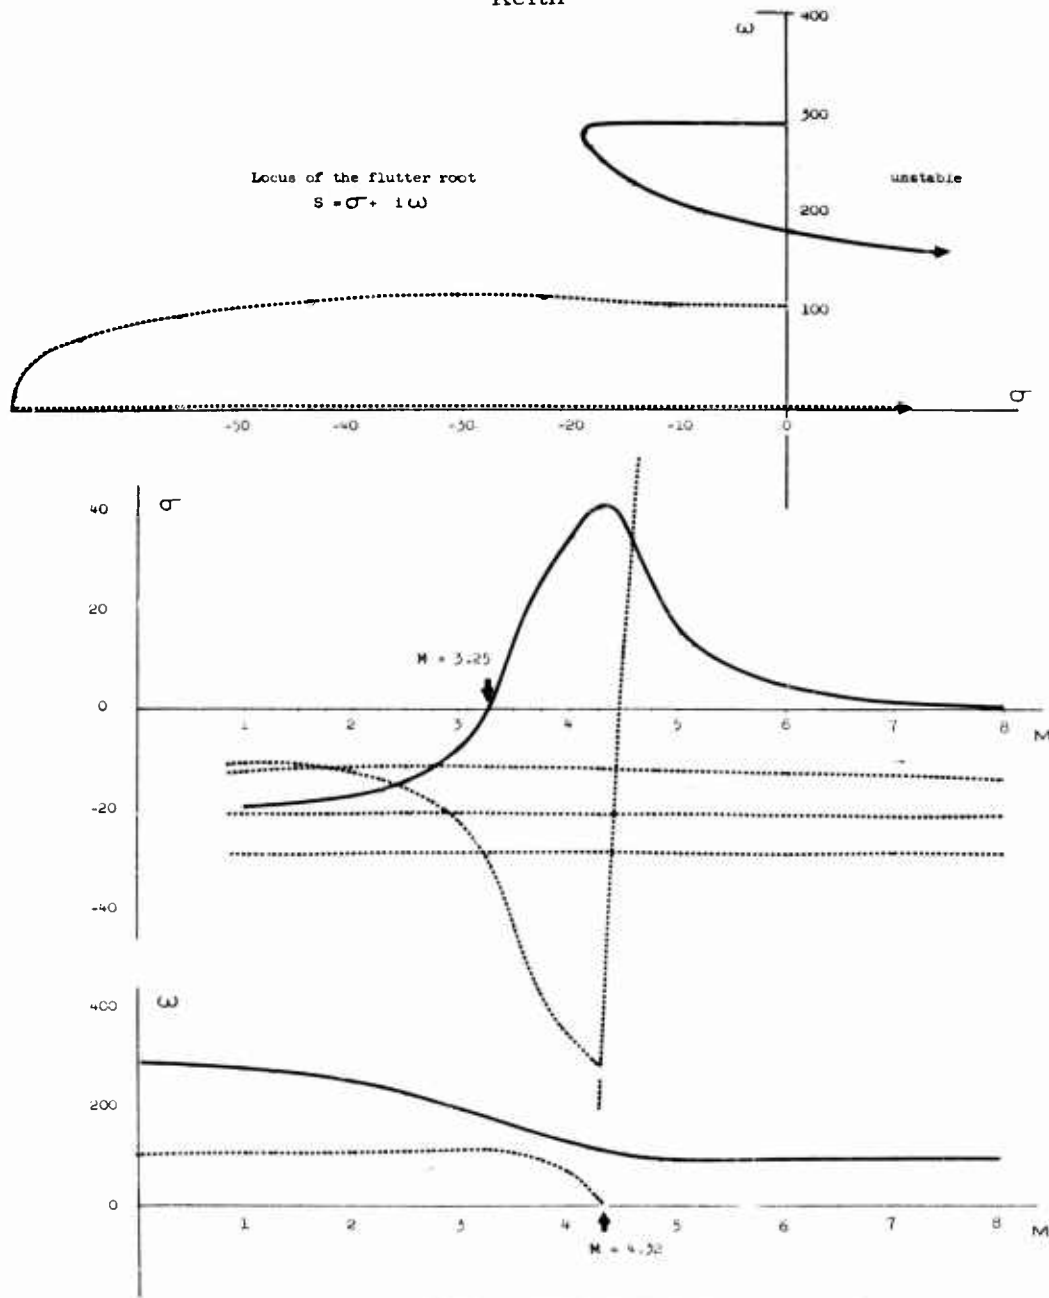 Keith
ω
400
300
Locus of the flutter root
unstable
S = σ + iω
200
100
σ
-50 -40 -30 -20 -10 0
40 σ
20
M = 3.25
0
1 2 3 4 5 6 7 8
M
-20
-40
400 ω
200
0
1 2 3 4 5 6 7 8 M
M = 4.32